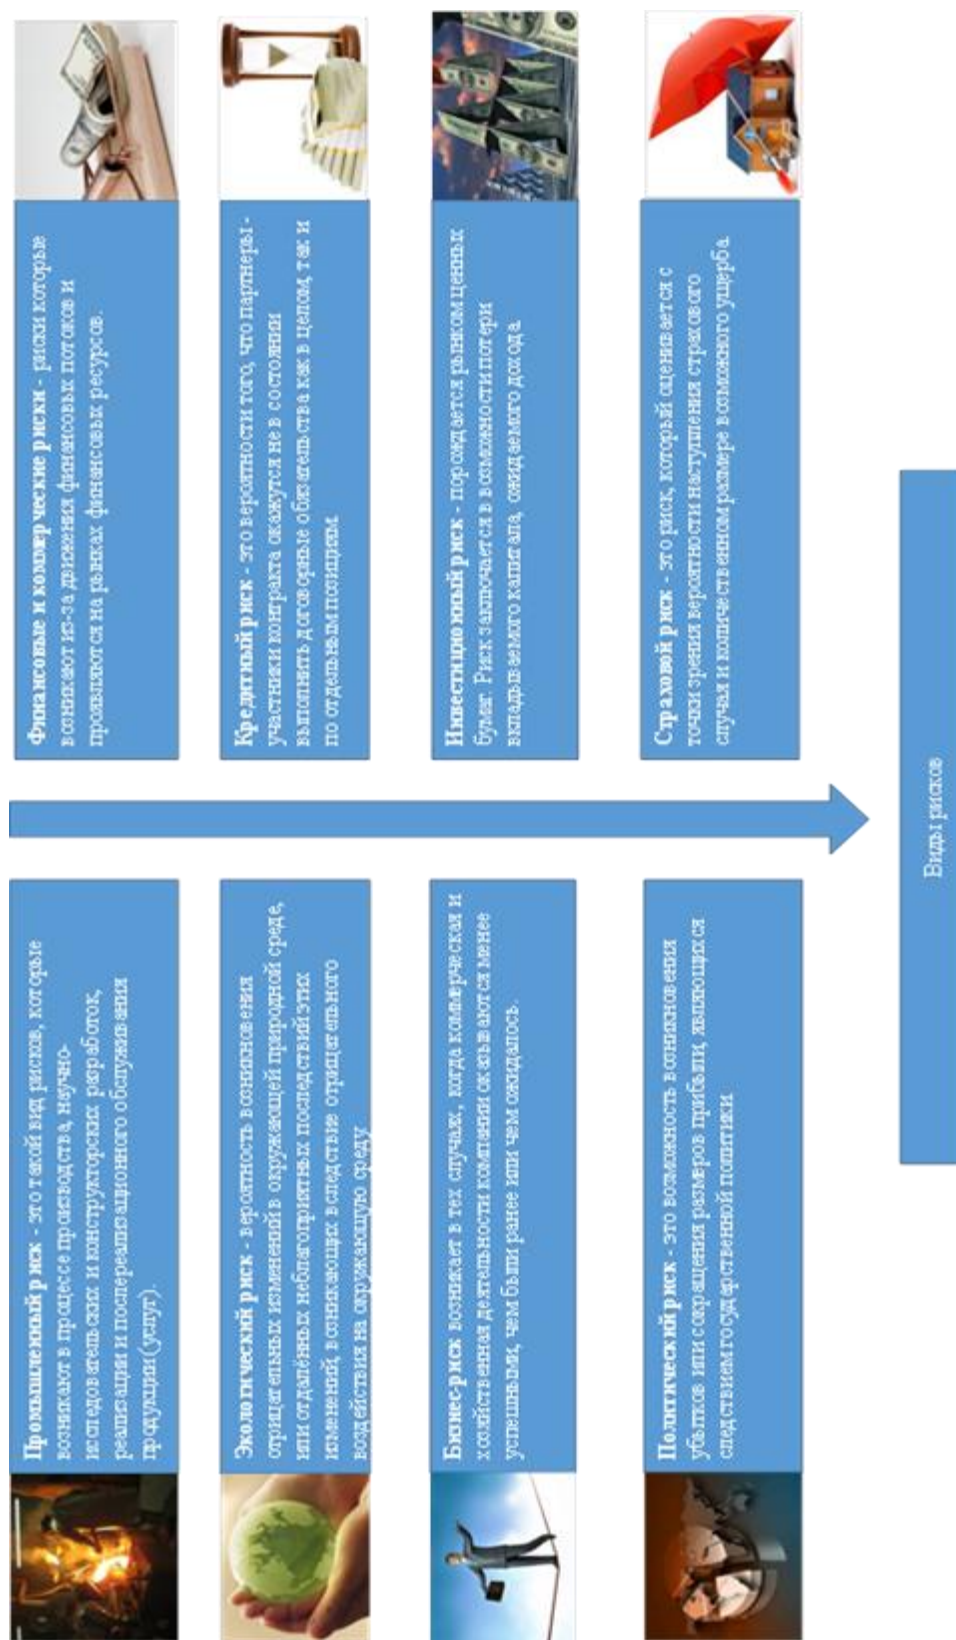 Промышленный риск - это такой вид рисков, которые
возникают в процессе производства, научно-
исследовательских и конструкторских разработок,
реализации и послереализационного обслуживания
продукции (услуг).
Экологический риск - вероятность возникновения
отрицательных изменений в окружающей природной среде,
или отдалённых неблагоприятных последствий этих
изменений, возникающих вследствие отрицательного
воздействия на окружающую среду
Бизнес-риск возникает в тех случаях, когда коммерческая и
хозяйственная деятельности компании оказываются менее
успешными, чем были ранее или чем ожидалось.
Политический риск - это возможность возникновения
убытков или сокращения размеров прибыли, являющихся
следствием государственной политики
Финансовые и коммерческие риски - риски которые
возникают из-за движения финансовых потоков и
проявляются на рынках финансовых ресурсов.
Кредитный риск - это вероятности того, что партнеры -
участники контракта окажутся не в состоянии
выполнить договорные обязательства как в целом, так и
по отдельным позициям
Инвестиционный риск - порождается рынком ценных
бумаг. Риск заключается в возможности потери
вкладываемого капитала, ожидаемого дохода
Страховой риск - это риск, который оценивается с
точки зрения вероятности наступления страхового
случая и количественном размере возможного ущерба
Виды рисков